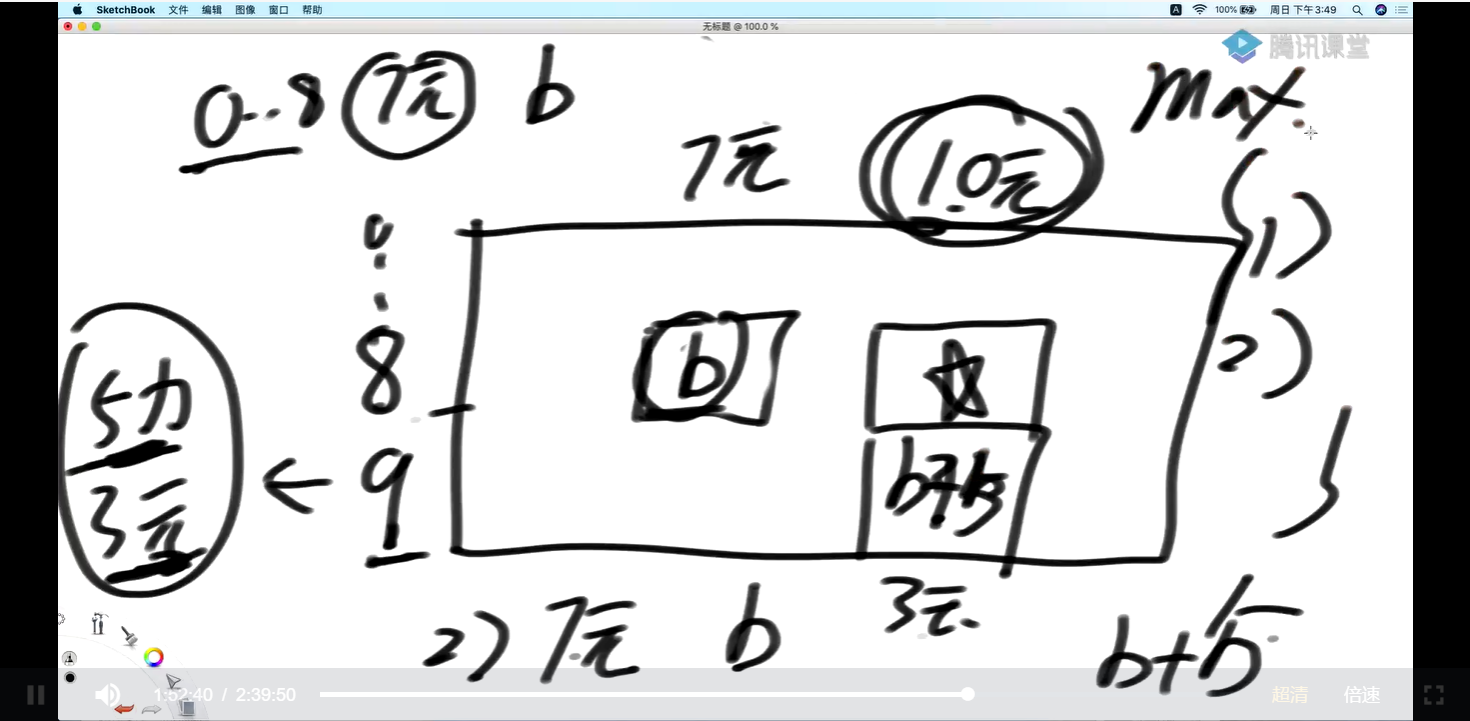 SketchBook 文件 编辑 图像 窗口 帮助
A 100% 周日 下午3:49
无标题 @ 100.0 %
腾讯课堂
0..8 7元 b
max
7元 10元
{ 1)
0
8 b
2)
5力
9 b+5
3元
2) 7元 b 3元 b+5
1:52:40 / 2:39:50 超清 倍速